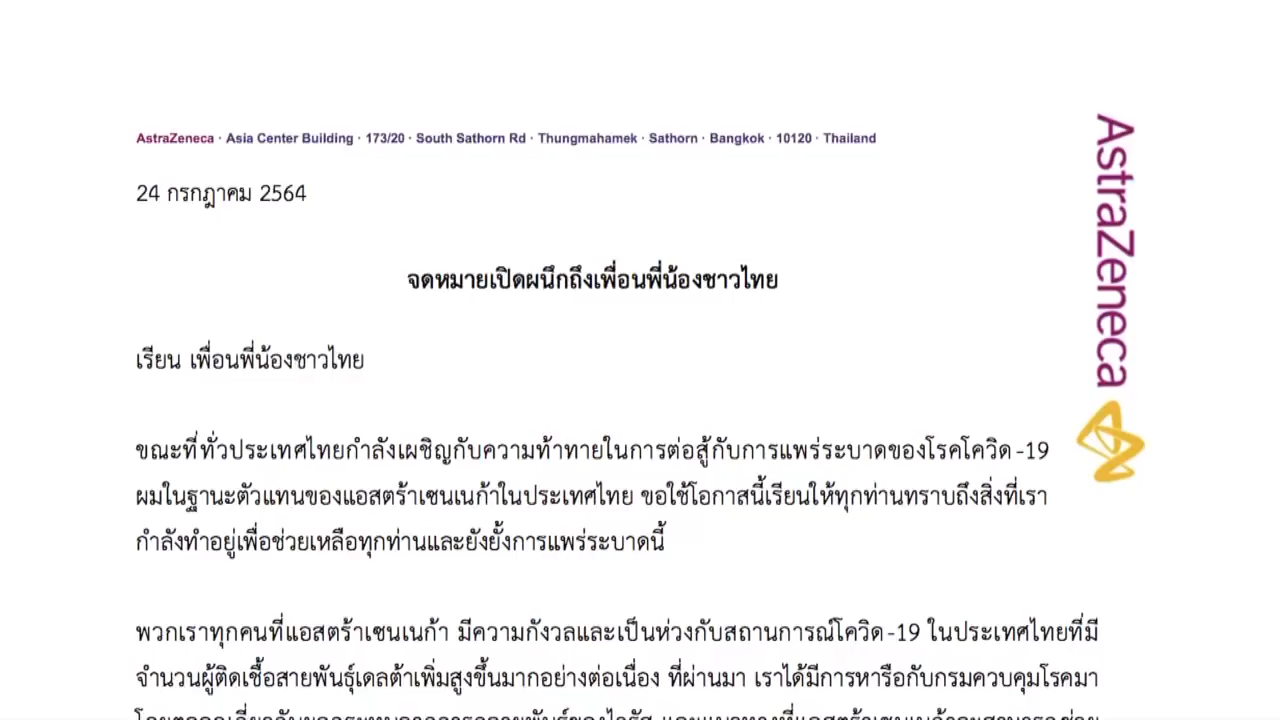 AstraZeneca · Asia Center Building · 173/20 · South Sathorn Rd · Thungmahamek · Sathorn · Bangkok · 10120 · Thailand
AstraZeneca
24 กรกฎาคม 2564
จดหมายเปิดผนึกถึงเพื่อนพี่น้องชาวไทย
เรียน เพื่อนพี่น้องชาวไทย
ขณะที่ทั่วประเทศไทยกำลังเผชิญกับความท้าทายในการต่อสู้กับการแพร่ระบาดของโรคโควิด-19
ผมในฐานะตัวแทนของแอสตร้าเซนเนก้าในประเทศไทย ขอใช้โอกาสนี้เรียนให้ทุกท่านทราบถึงสิ่งที่เรา
กำลังทำอยู่เพื่อช่วยเหลือทุกท่านและยังยั้งการแพร่ระบาดนี้
พวกเราทุกคนที่แอสตร้าเซนเนก้า มีความกังวลและเป็นห่วงกับสถานการณ์โควิด-19 ในประเทศไทยที่มี
จำนวนผู้ติดเชื้อสายพันธุ์เดลต้าเพิ่มสูงขึ้นมากอย่างต่อเนื่อง ที่ผ่านมา เราได้มีการหารือกับกรมควบคุมโรคมา